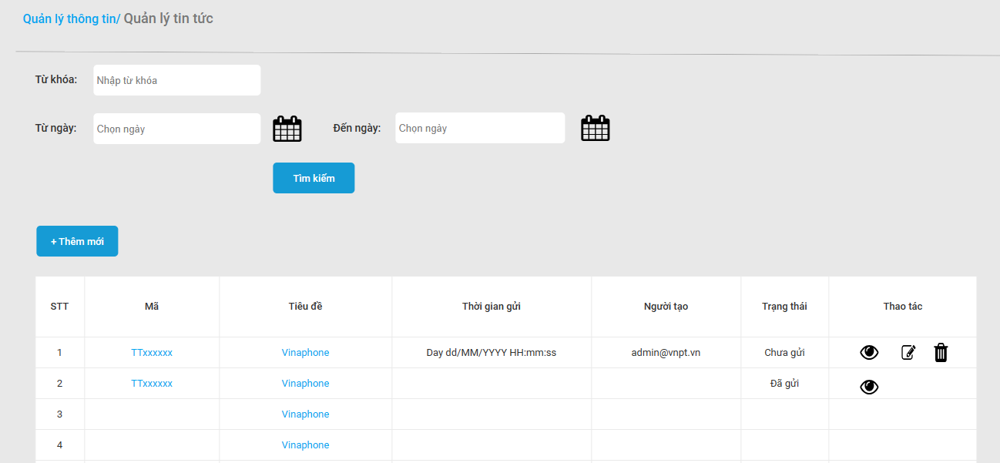 Quản lý thông tin/ Quản lý tin tức
Từ khóa: Nhập từ khóa
Từ ngày: Chọn ngày Đến ngày: Chọn ngày
Tìm kiếm
+ Thêm mới
STT Mã Tiêu đề Thời gian gửi Người tạo Trạng thái Thao tác
1 TTxxxxxx Vinaphone Day dd/MM/YYYY HH:mm:ss admin@vnpt.vn Chưa gửi
2 TTxxxxxx Vinaphone Đã gửi
3 Vinaphone
4 Vinaphone